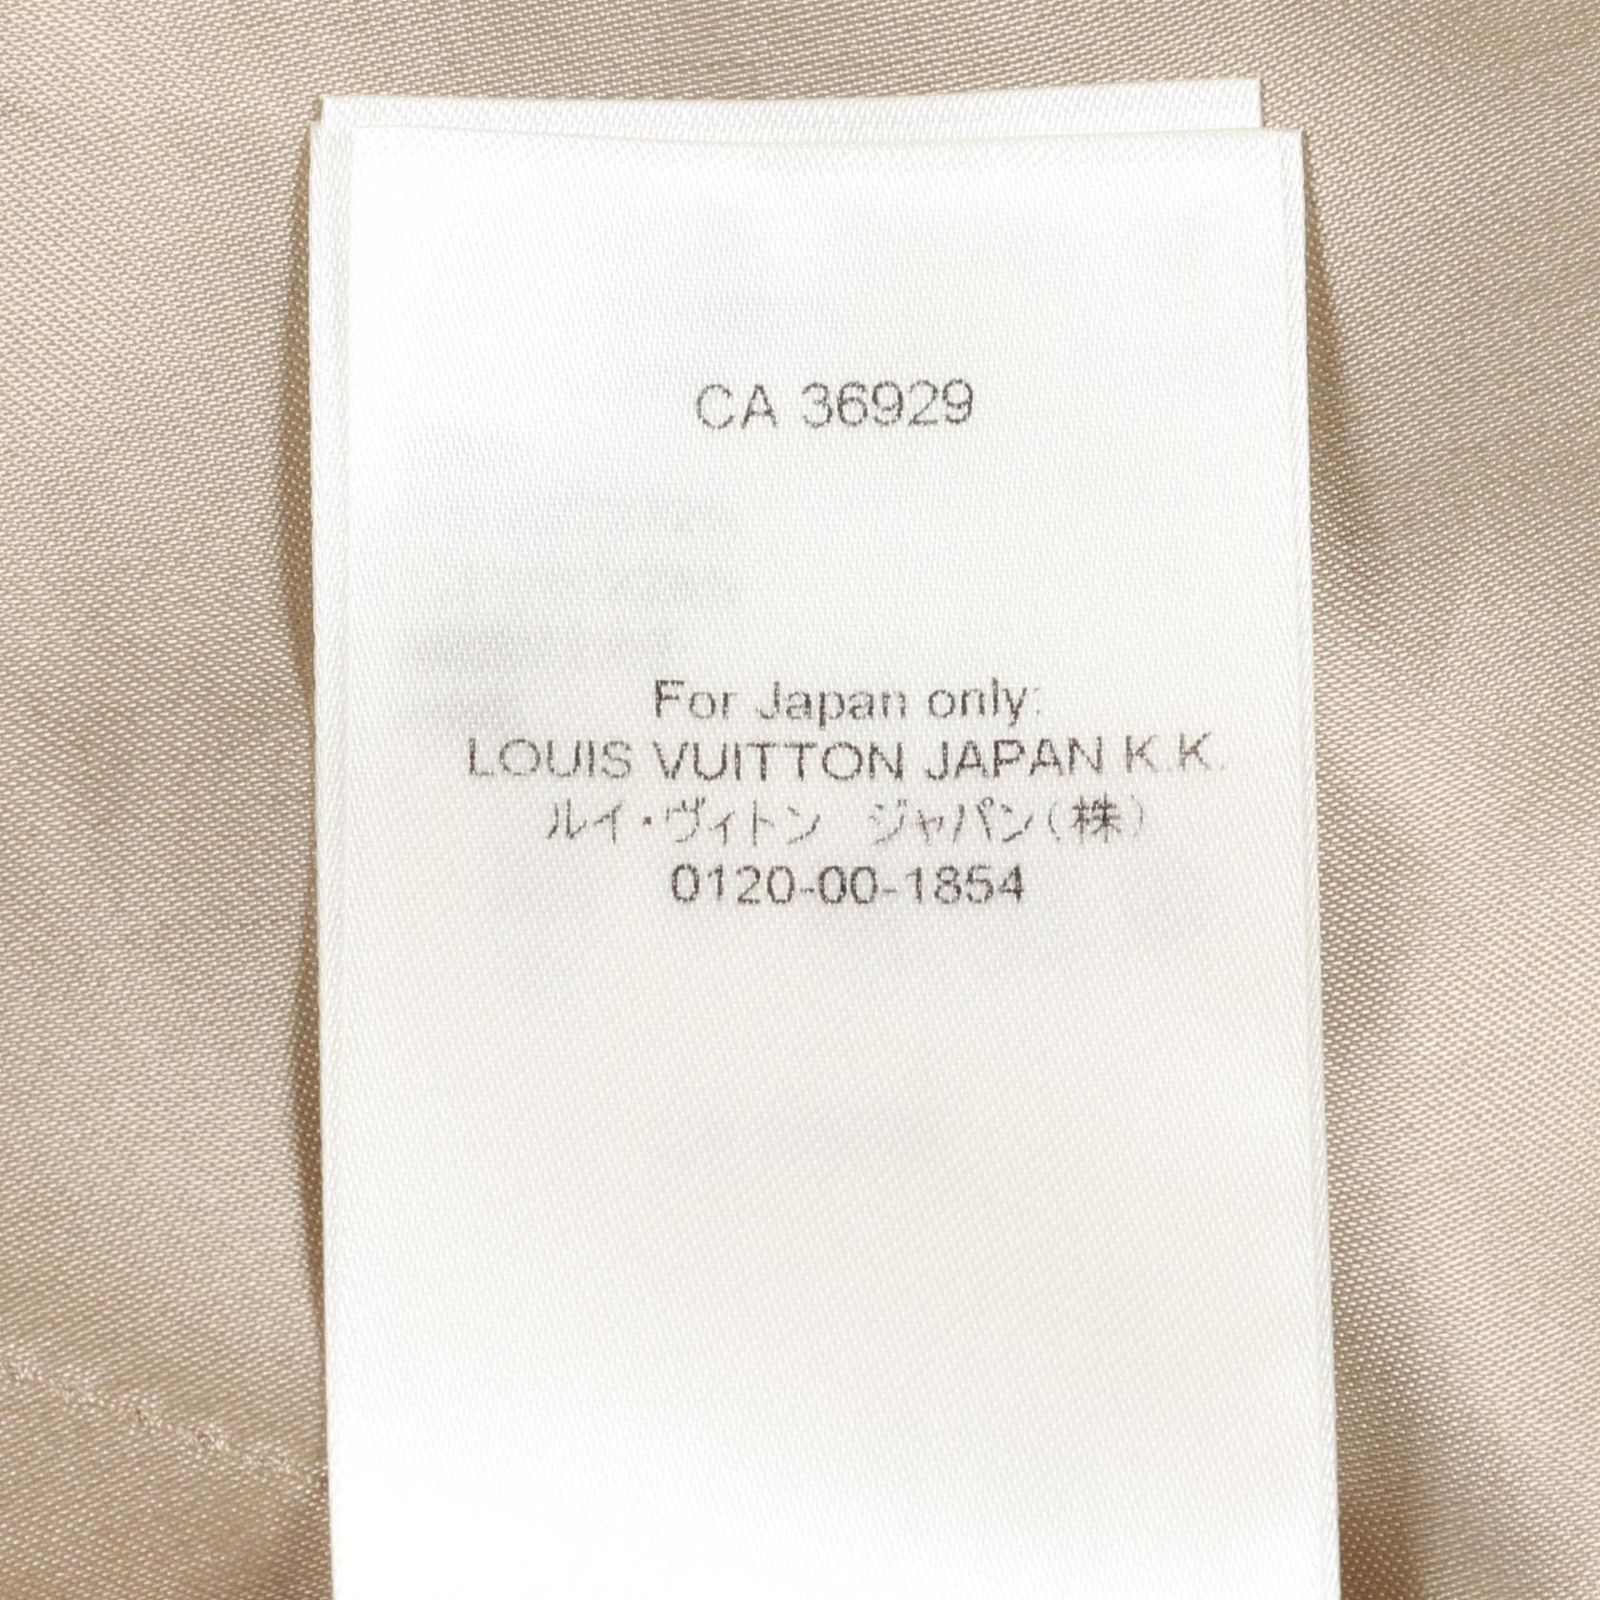 CA 36929
For Japan only:
LOUIS VUITTON JAPAN K.K.
ルイ・ヴィトン ジャパン(株)
0120-00-1854